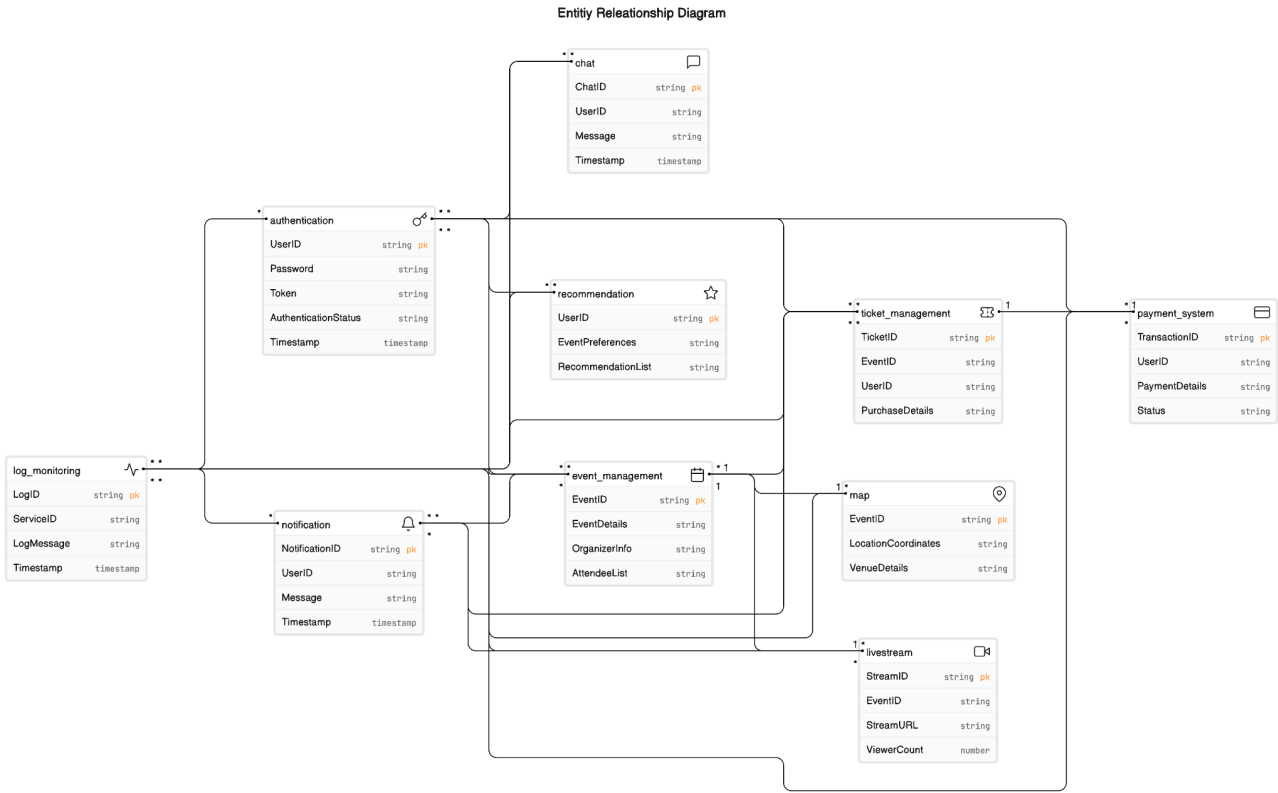 Entitiy Releationship Diagram
* *
chat
ChatID string pk
UserID string
Message string
Timestamp timestamp
*
authentication
* *
* *
UserID string pk
Password string
Token string
AuthenticationStatus string
Timestamp timestamp
* *
recommendation
UserID string pk
EventPreferences string
RecommendationList string
* *
* *
ticket_management
1
TicketID string pk
EventID string
UserID string
PurchaseDetails string
* 1
*
payment_system
TransactionID string pk
UserID string
PaymentDetails string
Status string
log_monitoring
* *
* *
LogID string pk
ServiceID string
LogMessage string
Timestamp timestamp
*
notification
* *
*
NotificationID string pk
UserID string
Message string
Timestamp timestamp
* *
*
event_management
* 1
1
EventID string pk
EventDetails string
OrganizerInfo string
AttendeeList string
1 *
map
EventID string pk
LocationCoordinates string
VenueDetails string
1 *
*
livestream
StreamID string pk
EventID string
StreamURL string
ViewerCount number